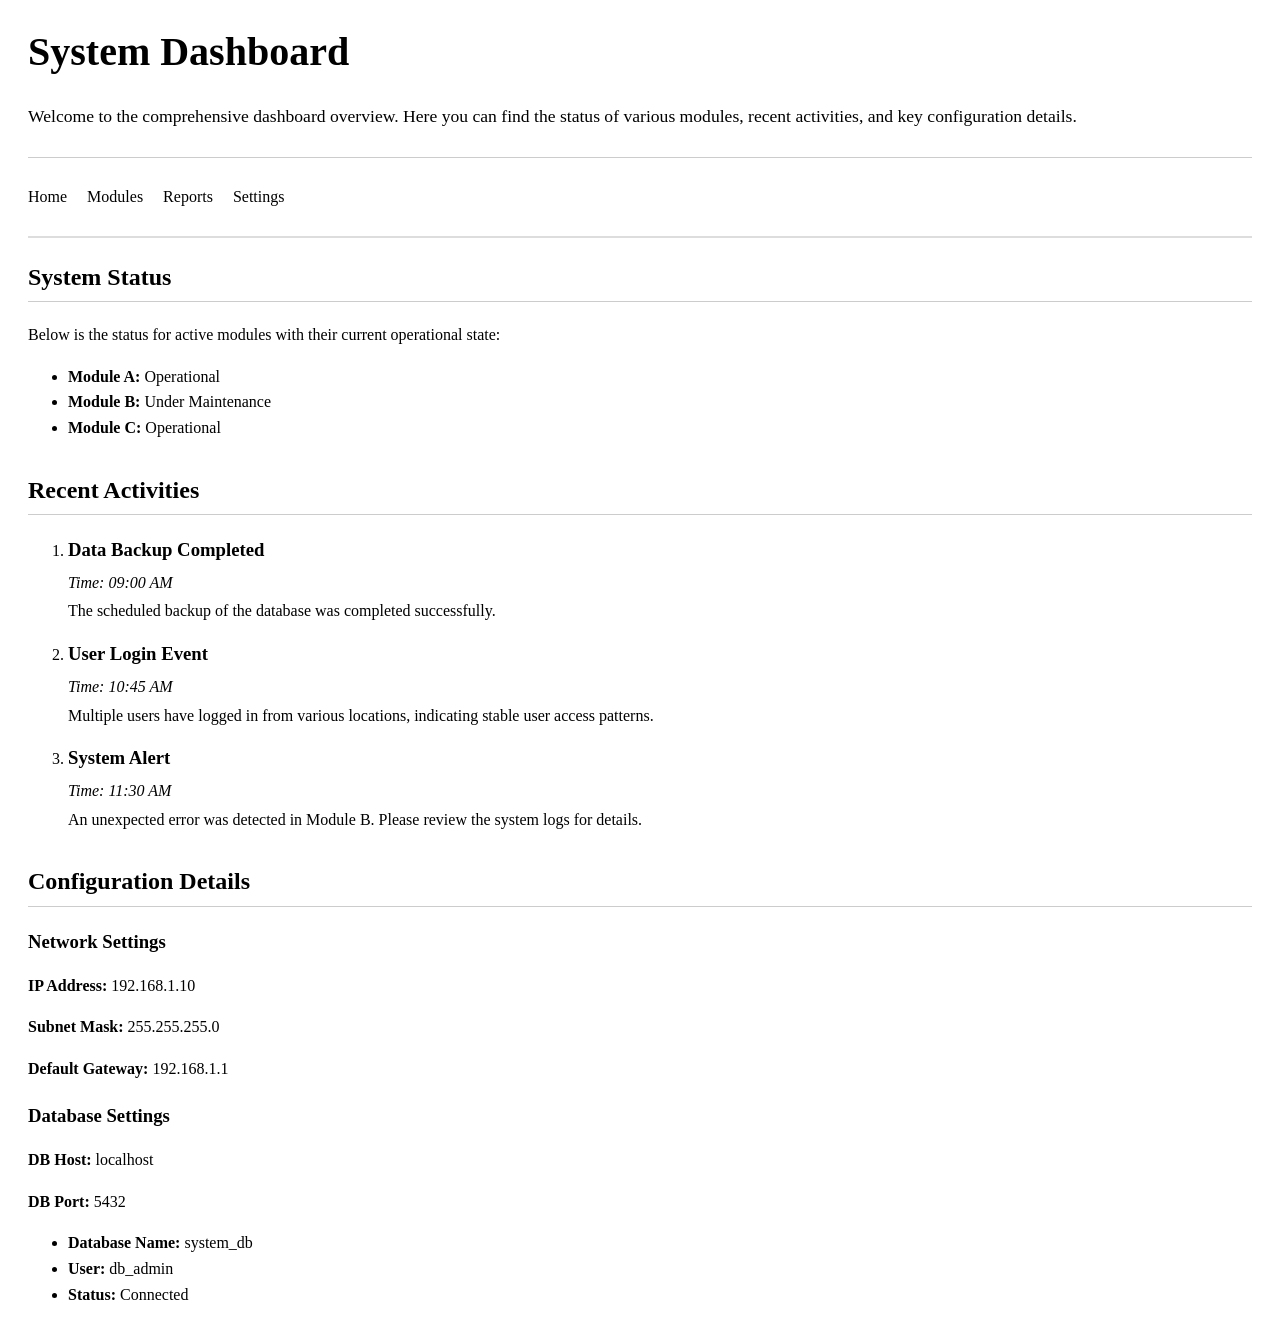 System Dashboard
Welcome to the comprehensive dashboard overview. Here you can find the status of various modules, recent activities, and key configuration details.
Home Modules Reports Settings
System Status
Below is the status for active modules with their current operational state:
• Module A: Operational
• Module B: Under Maintenance
• Module C: Operational
Recent Activities
1. Data Backup Completed
Time: 09:00 AM
The scheduled backup of the database was completed successfully.
2. User Login Event
Time: 10:45 AM
Multiple users have logged in from various locations, indicating stable user access patterns.
3. System Alert
Time: 11:30 AM
An unexpected error was detected in Module B. Please review the system logs for details.
Configuration Details
Network Settings
IP Address: 192.168.1.10
Subnet Mask: 255.255.255.0
Default Gateway: 192.168.1.1
Database Settings
DB Host: localhost
DB Port: 5432
• Database Name: system_db
• User: db_admin
• Status: Connected